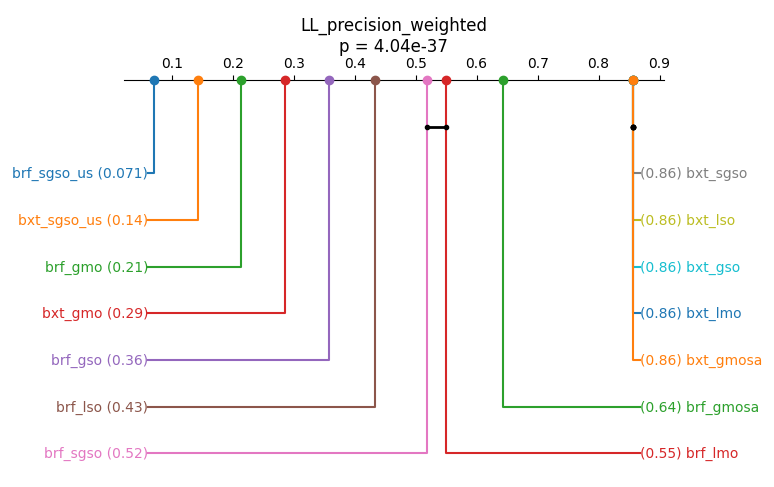 LL_precision_weighted
p = 4.04e-37
0.1 0.2 0.3 0.4 0.5 0.6 0.7 0.8 0.9
brf_sgso_us (0.071)
(0.86) bxt_sgso
bxt_sgso_us (0.14)
(0.86) bxt_lso
brf_gmo (0.21)
(0.86) bxt_gso
bxt_gmo (0.29)
(0.86) bxt_lmo
brf_gso (0.36)
(0.86) bxt_gmosa
brf_lso (0.43)
(0.64) brf_gmosa
brf_sgso (0.52)
(0.55) brf_lmo